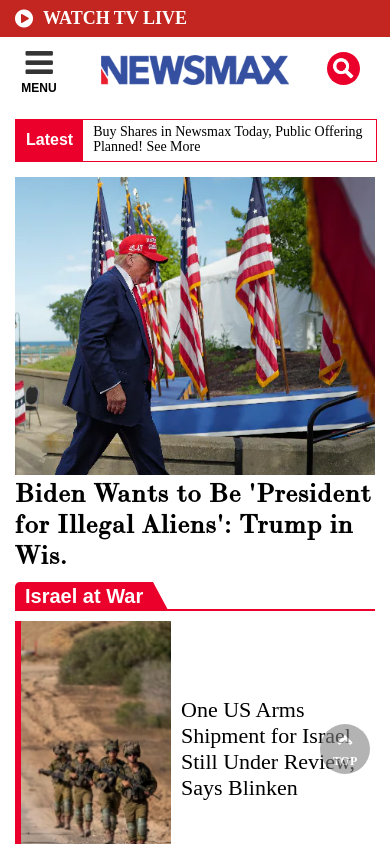 WATCH TV LIVE
MENU
NEWSMAX
Latest
Buy Shares in Newsmax Today, Public Offering
Planned! See More
45-47
Biden Wants to Be 'President
for Illegal Aliens': Trump in
Wis.
Israel at War
One US Arms
Shipment for Israel
Still Under Review,
Says Blinken
TOP